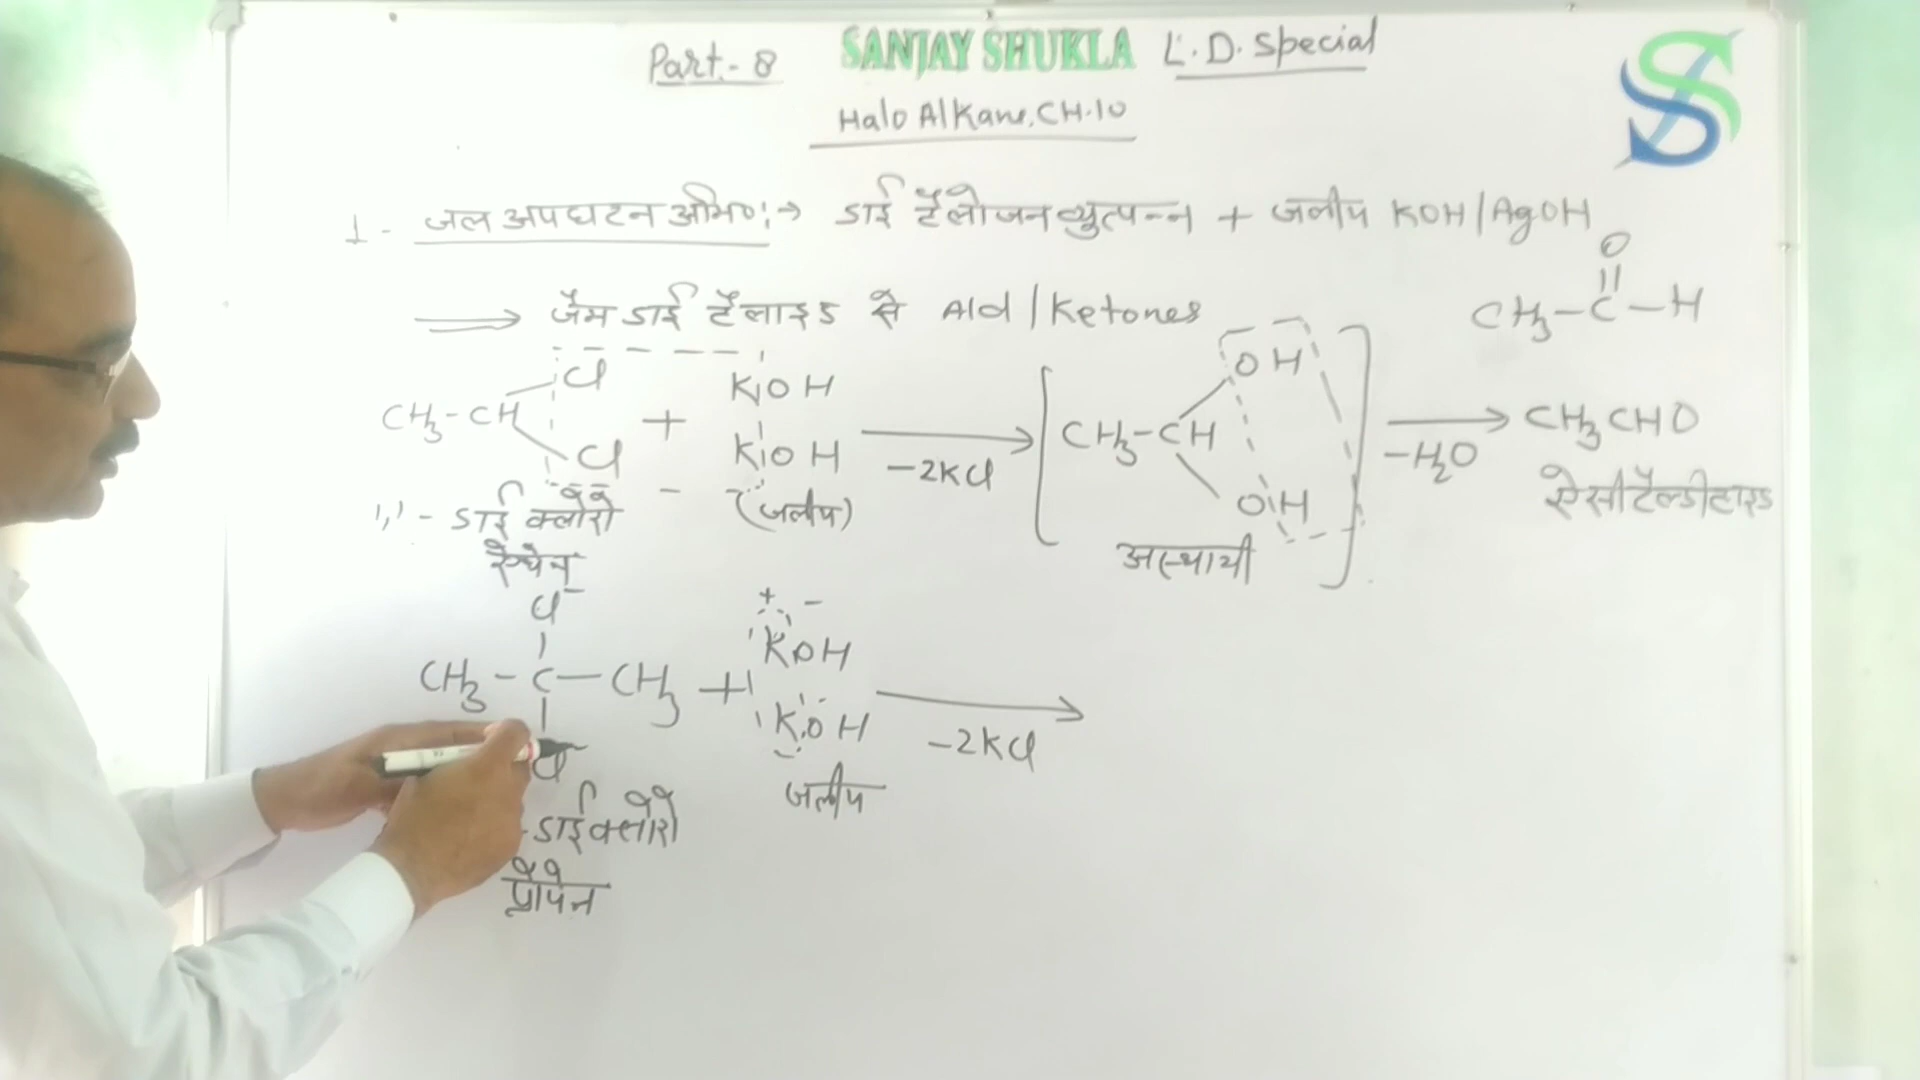 Part.- 8 SANJAY SHUKLA L.D. Special
Halo Alkane, CH.10
1- जल अपघटन अभि०:→ डाई हैलोजन व्युत्पन्न + जलीय KOH/AgOH
⟹ जैम डाई हैलाइड से Ald/Ketones
O
||
CH3-C-H
Cl KOH OH
CH3-CH + → CH3-CH → CH3CHO
Cl KOH -2KCl OH -H2O
1,1- डाई क्लोरो (जलीय) अस्थायी ऐसीटैल्डीहाइड
ऐथेन
Cl- + -
| KOH
CH3-C-CH3 + →
| KOH -2KCl
Cl
जलीय
-डाईक्लोरो
प्रोपेन